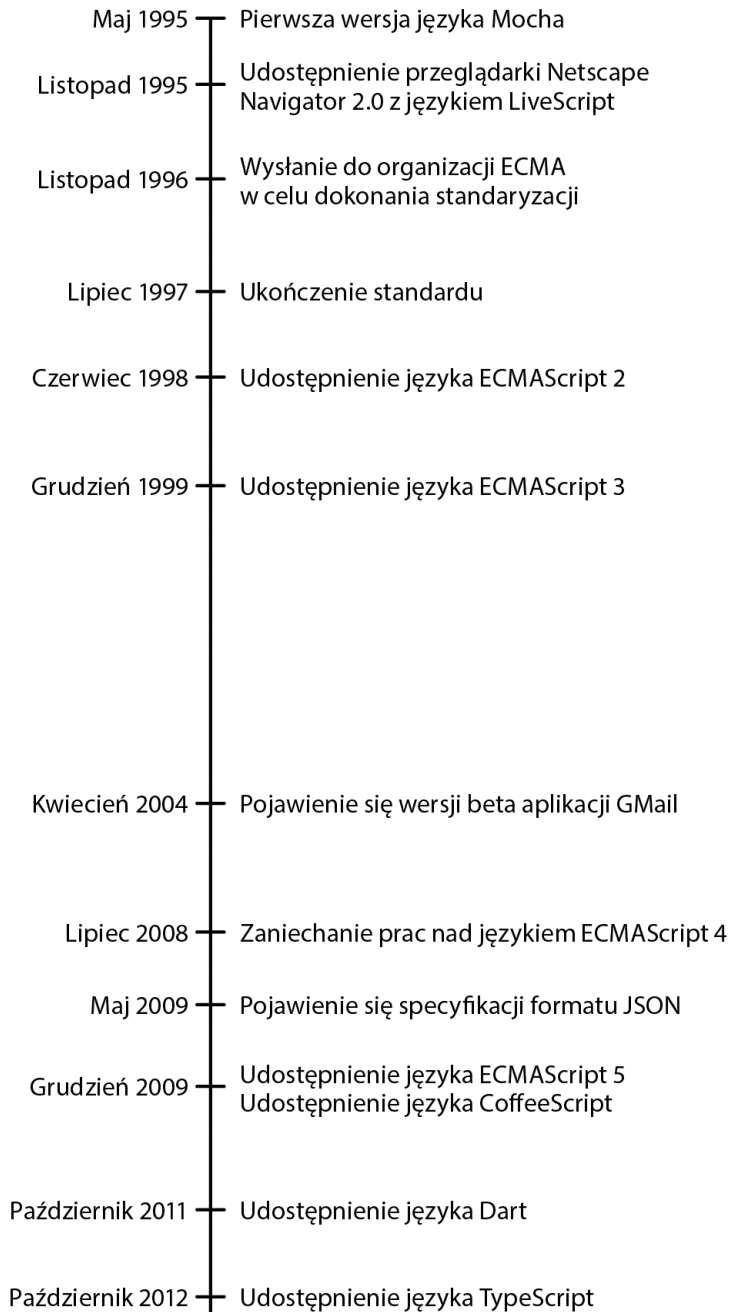 Maj 1995 Pierwsza wersja języka Mocha
Listopad 1995 Udostępnienie przeglądarki Netscape
Navigator 2.0 z językiem LiveScript
Listopad 1996 Wysłanie do organizacji ECMA
w celu dokonania standaryzacji
Lipiec 1997 Ukończenie standardu
Czerwiec 1998 Udostępnienie języka ECMAScript 2
Grudzień 1999 Udostępnienie języka ECMAScript 3
Kwiecień 2004 Pojawienie się wersji beta aplikacji GMail
Lipiec 2008 Zaniechanie prac nad językiem ECMAScript 4
Maj 2009 Pojawienie się specyfikacji formatu JSON
Grudzień 2009 Udostępnienie języka ECMAScript 5
Udostępnienie języka CoffeeScript
Październik 2011 Udostępnienie języka Dart
Październik 2012 Udostępnienie języka TypeScript